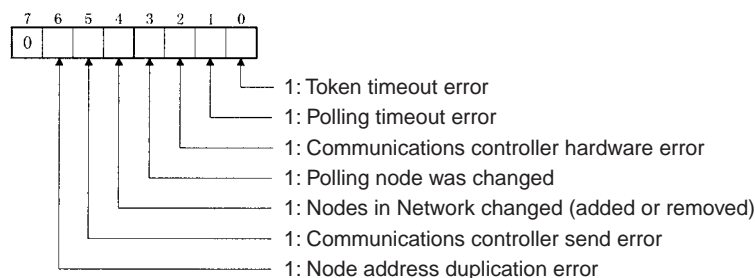 7 6 5 4 3 2 1 0
0
1: Token timeout error
1: Polling timeout error
1: Communications controller hardware error
1: Polling node was changed
1: Nodes in Network changed (added or removed)
1: Communications controller send error
1: Node address duplication error